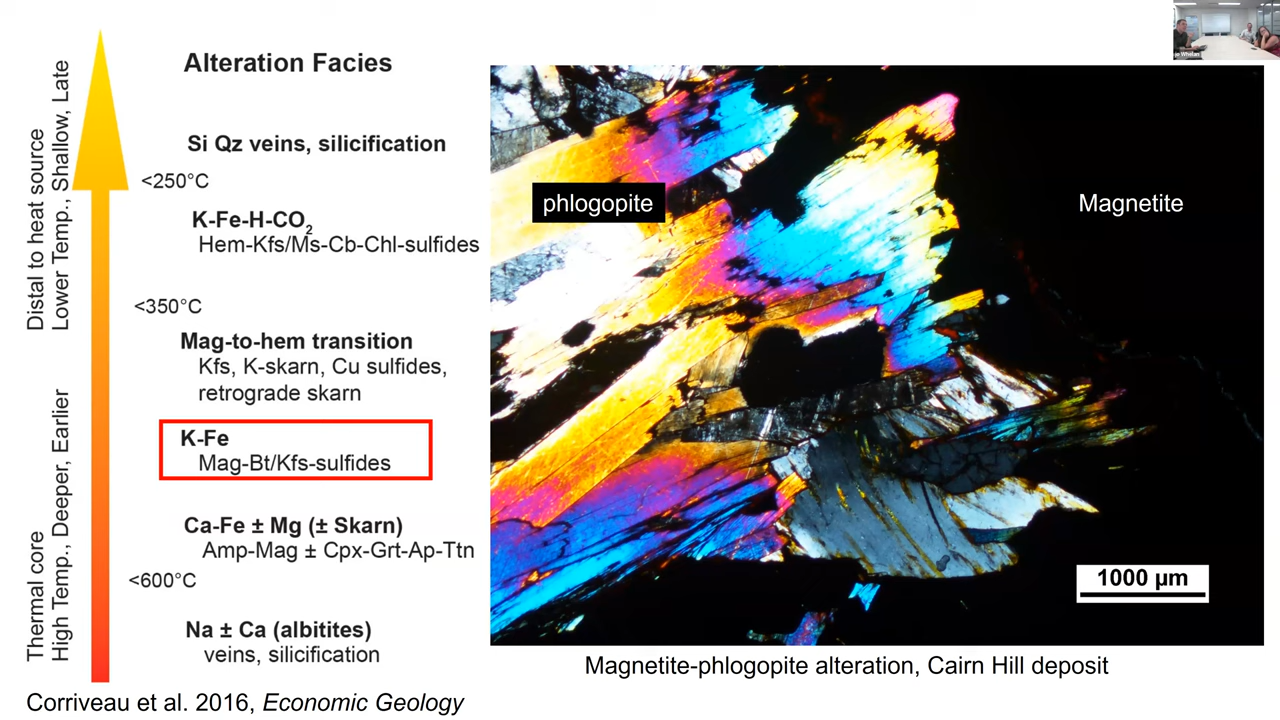 Alteration Facies
Si Qz veins, silicification
<250°C
K-Fe-H-CO₂
Hem-Kfs/Ms-Cb-Chl-sulfides
<350°C
Mag-to-hem transition
Kfs, K-skarn, Cu sulfides,
retrograde skarn
K-Fe
Mag-Bt/Kfs-sulfides
Ca-Fe ± Mg (± Skarn)
Amp-Mag ± Cpx-Grt-Ap-Ttn
<600°C
Na ± Ca (albitites)
veins, silicification
Distal to heat source
Lower Temp., Shallow, Late
Thermal core
High Temp., Deeper, Earlier
Corriveau et al. 2016, Economic Geology
phlogopite
Magnetite
1000 µm
Magnetite-phlogopite alteration, Cairn Hill deposit
jo Whelan